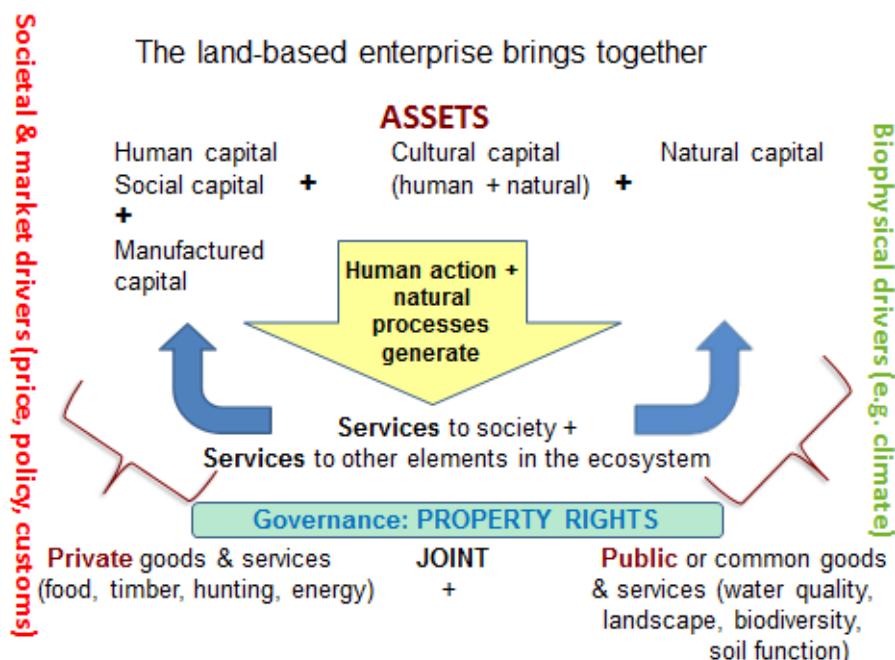 The land-based enterprise brings together
ASSETS
Human capital
Social capital +
+
Manufactured
capital
Cultural capital
(human + natural) +
Natural capital
Human action +
natural
processes
generate
Services to society +
Services to other elements in the ecosystem
Governance: PROPERTY RIGHTS
Private goods & services
(food, timber, hunting, energy)
JOINT
+
Public or common goods
& services (water quality,
landscape, biodiversity,
soil function)
Societal & market drivers (price, policy, customs)
Biophysical drivers (e.g. climate)